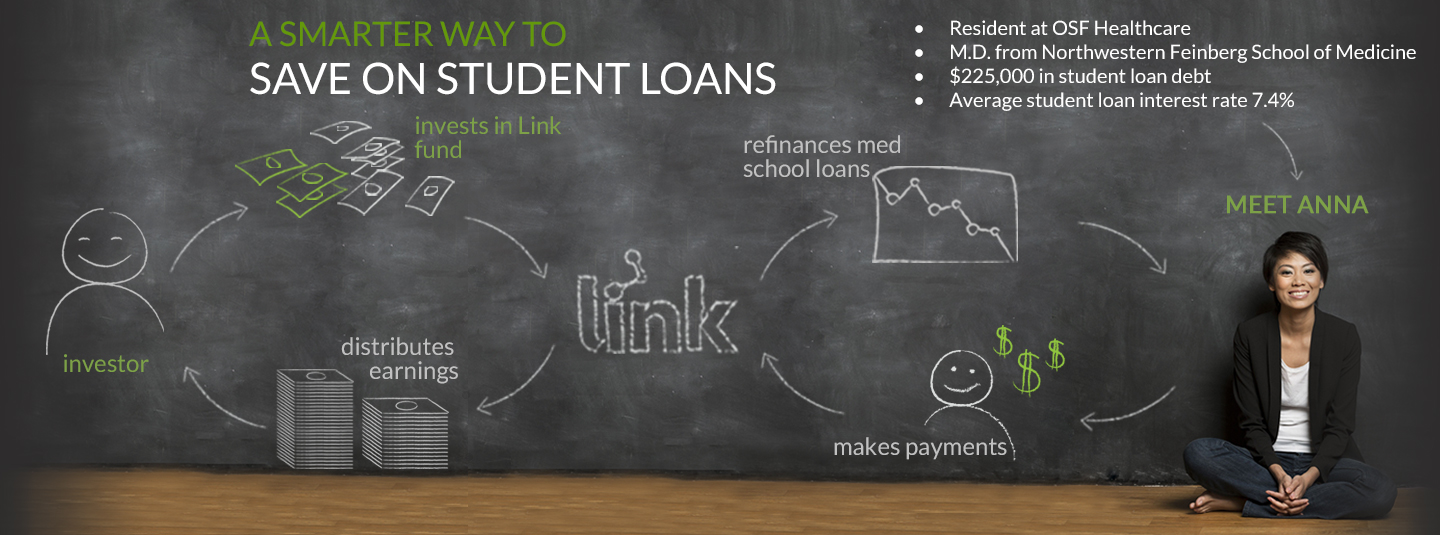 A SMARTER WAY TO
SAVE ON STUDENT LOANS
• Resident at OSF Healthcare
• M.D. from Northwestern Feinberg School of Medicine
• $225,000 in student loan debt
• Average student loan interest rate 7.4%
invests in Link
fund
refinances med
school loans
MEET ANNA
link
investor
distributes
earnings
$ $ $
makes payments